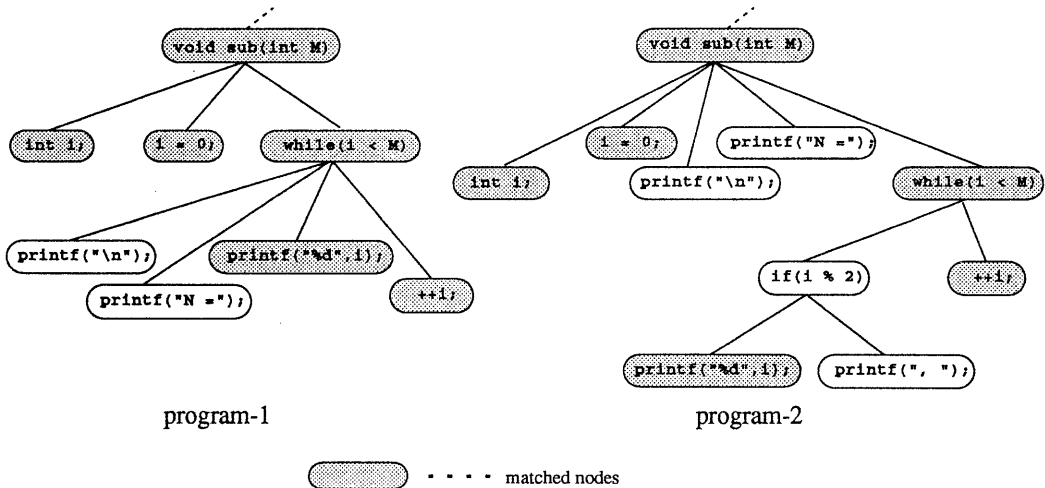 void sub(int M)
int i;
i = 0;
while(i < M)
printf("\n");
printf("N =");
printf("%d",i);
++i;
program-1
void sub(int M)
int i;
i = 0;
printf("\n");
printf("N =");
while(i < M)
if(i % 2)
++i;
printf("%d",i);
printf(", ");
program-2
matched nodes